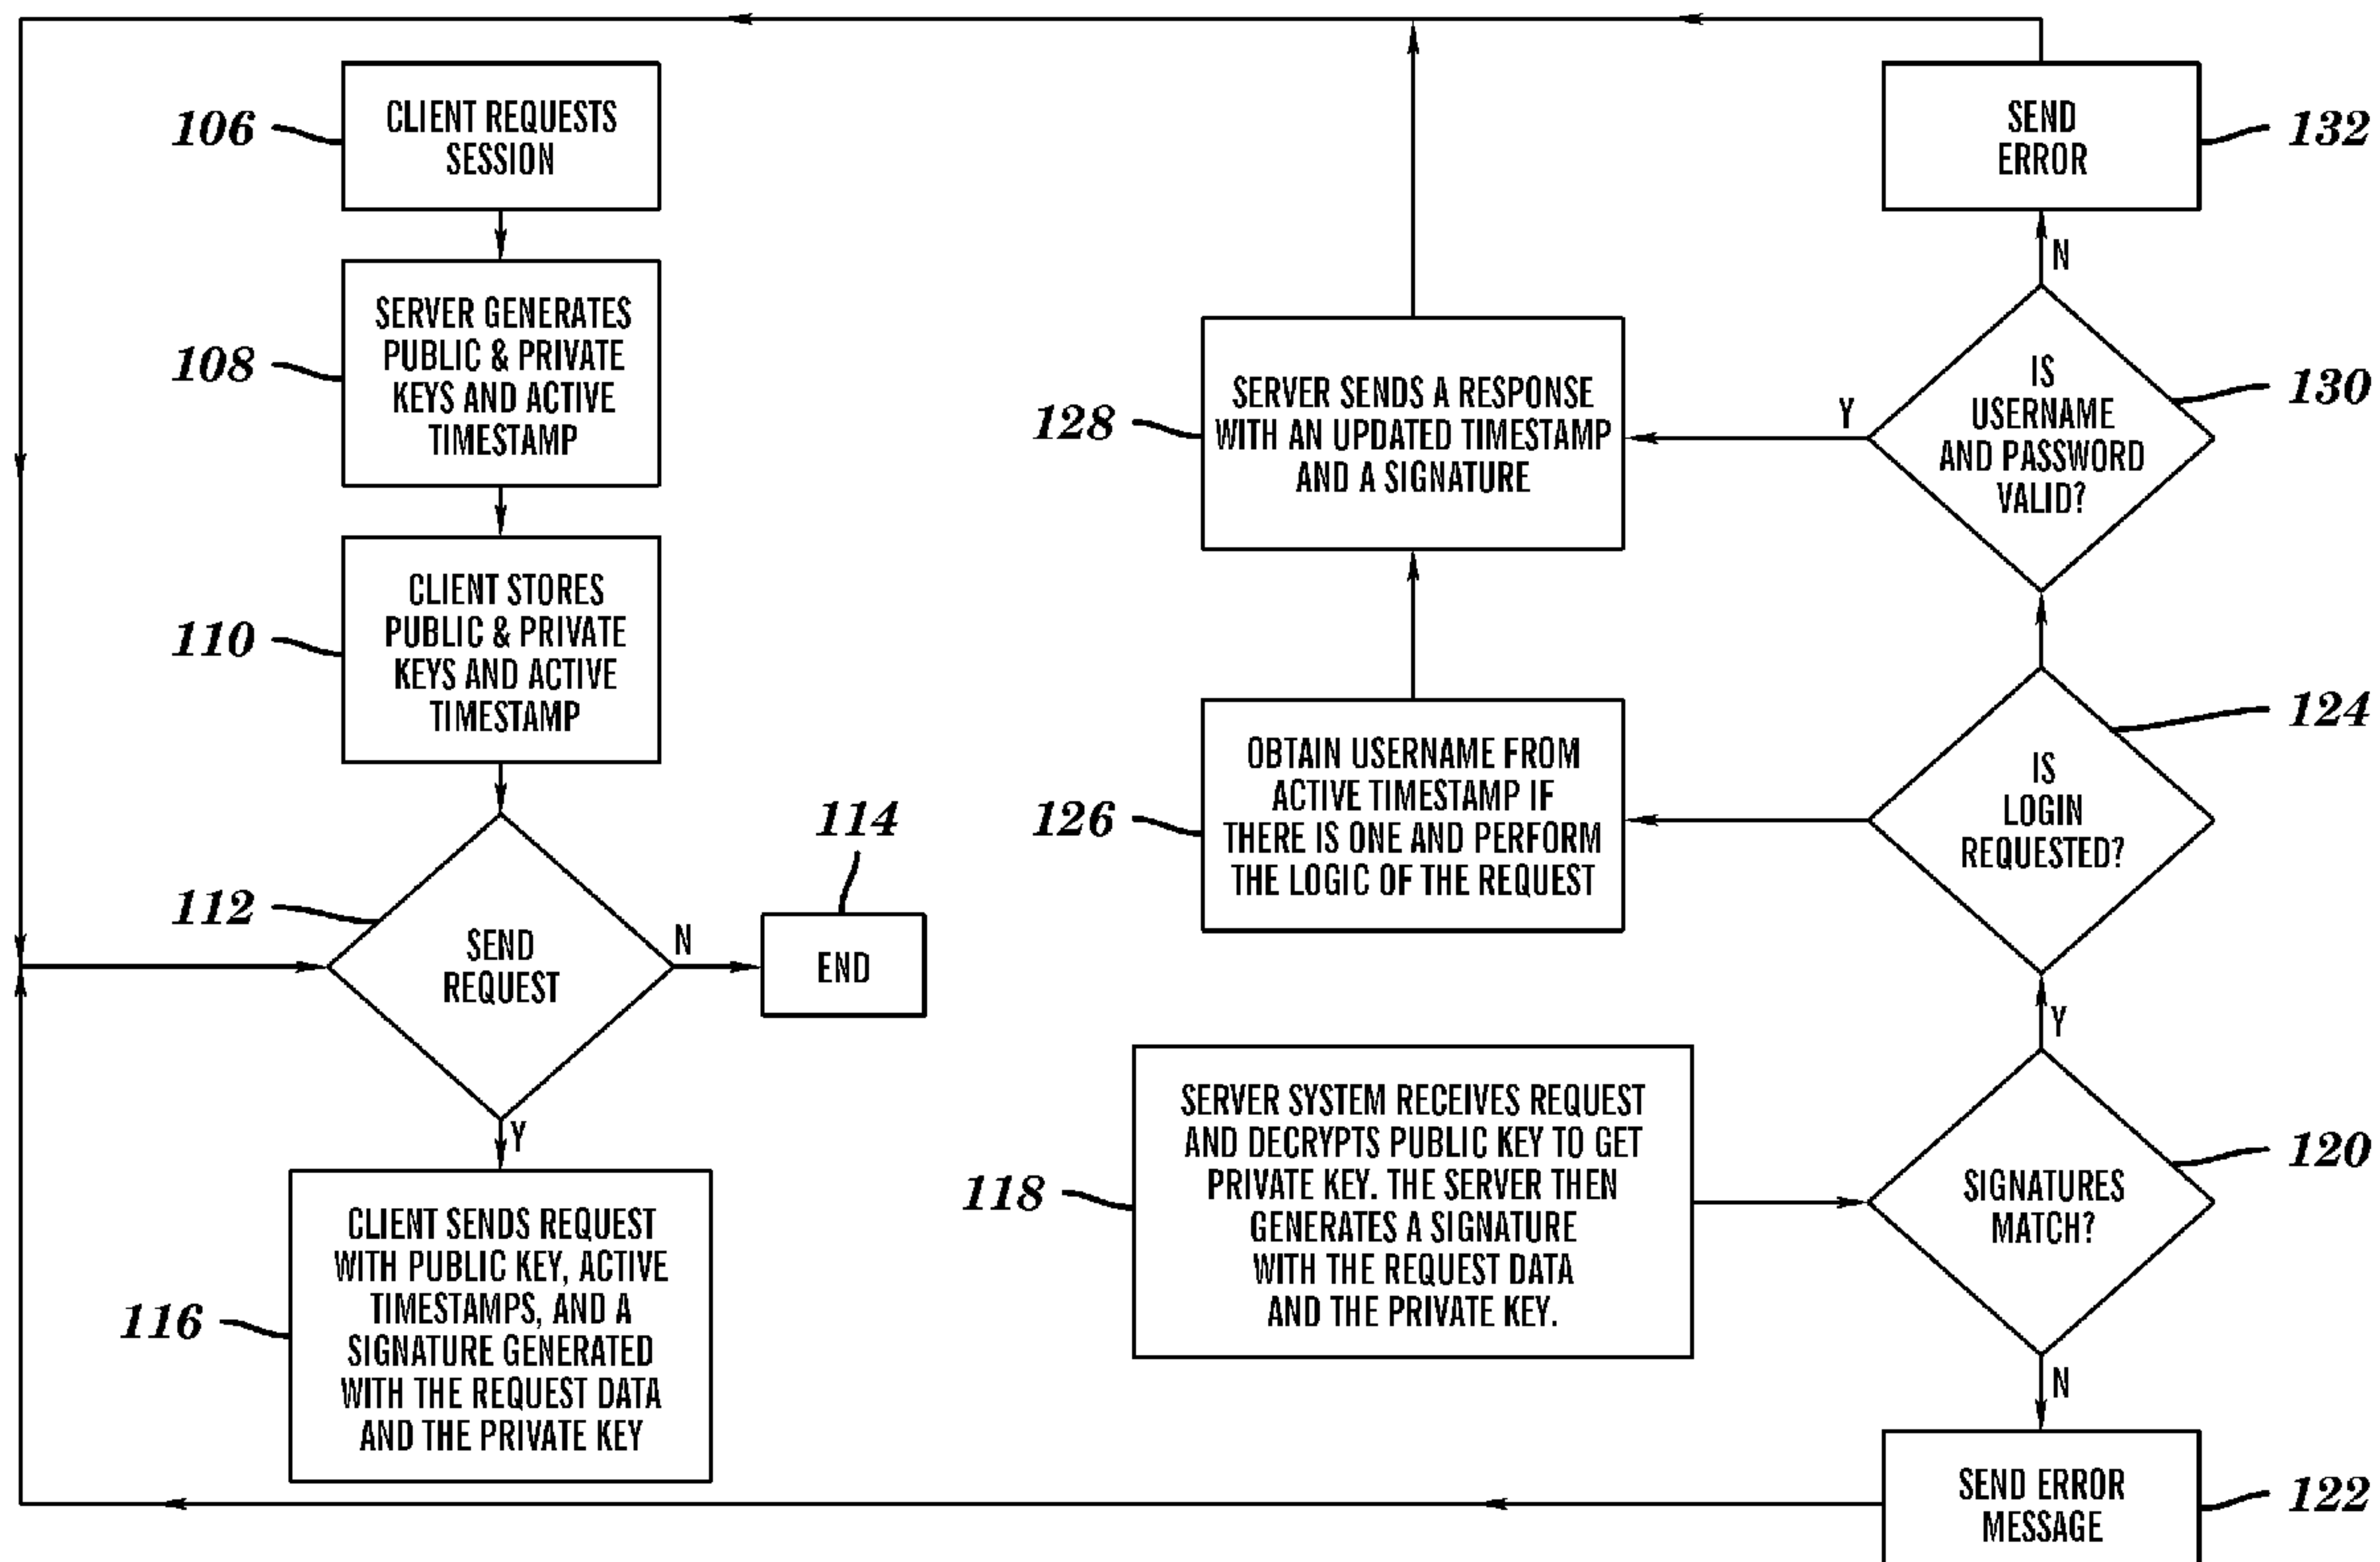 106
CLIENT REQUESTS
SESSION
108
SERVER GENERATES
PUBLIC & PRIVATE
KEYS AND ACTIVE
TIMESTAMP
110
CLIENT STORES
PUBLIC & PRIVATE
KEYS AND ACTIVE
TIMESTAMP
112
SEND
REQUEST
N
114
END
Y
116
CLIENT SENDS REQUEST
WITH PUBLIC KEY, ACTIVE
TIMESTAMPS, AND A
SIGNATURE GENERATED
WITH THE REQUEST DATA
AND THE PRIVATE KEY
118
SERVER SYSTEM RECEIVES REQUEST
AND DECRYPTS PUBLIC KEY TO GET
PRIVATE KEY. THE SERVER THEN
GENERATES A SIGNATURE
WITH THE REQUEST DATA
AND THE PRIVATE KEY.
120
SIGNATURES
MATCH?
N
122
SEND ERROR
MESSAGE
Y
124
IS
LOGIN
REQUESTED?
126
OBTAIN USERNAME FROM
ACTIVE TIMESTAMP IF
THERE IS ONE AND PERFORM
THE LOGIC OF THE REQUEST
128
SERVER SENDS A RESPONSE
WITH AN UPDATED TIMESTAMP
AND A SIGNATURE
Y
130
IS
USERNAME
AND PASSWORD
VALID?
N
132
SEND
ERROR